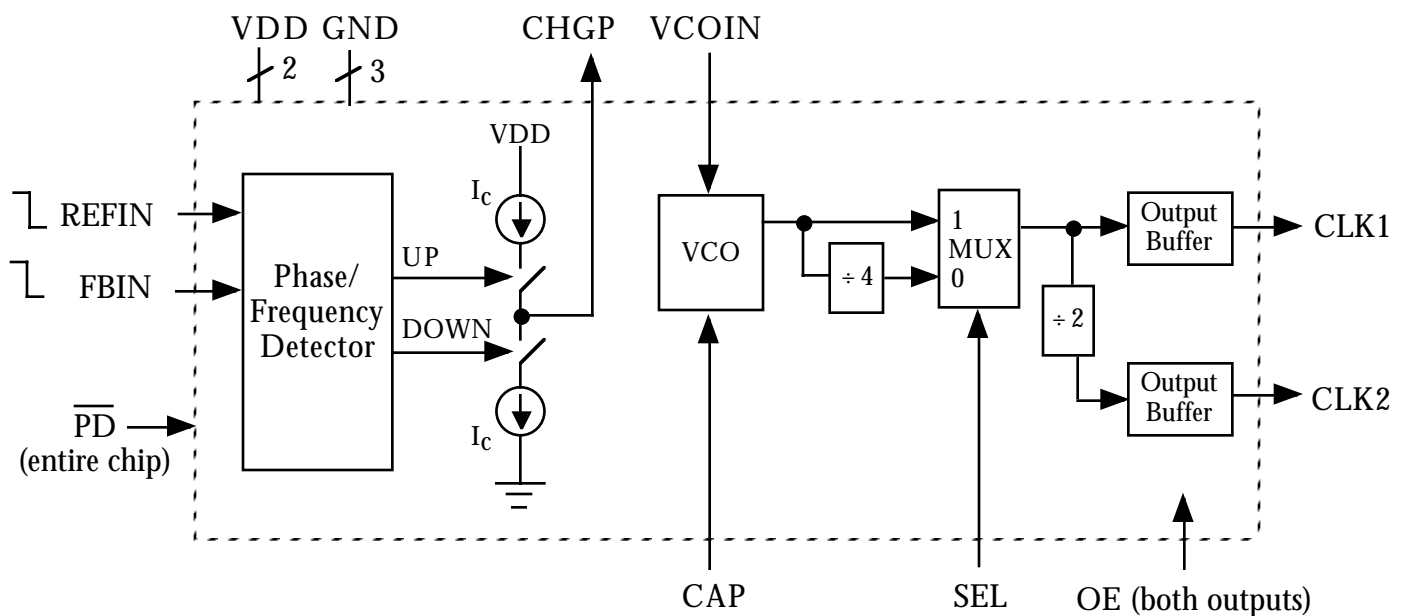 VDD GND
2
3
CHGP
VCOIN
VDD
Ic
REFIN
FBIN
Phase/
Frequency
Detector
UP
DOWN
Ic
PD
(entire chip)
VCO
÷ 4
1
MUX
0
÷ 2
Output
Buffer
CLK1
Output
Buffer
CLK2
CAP
SEL
OE (both outputs)